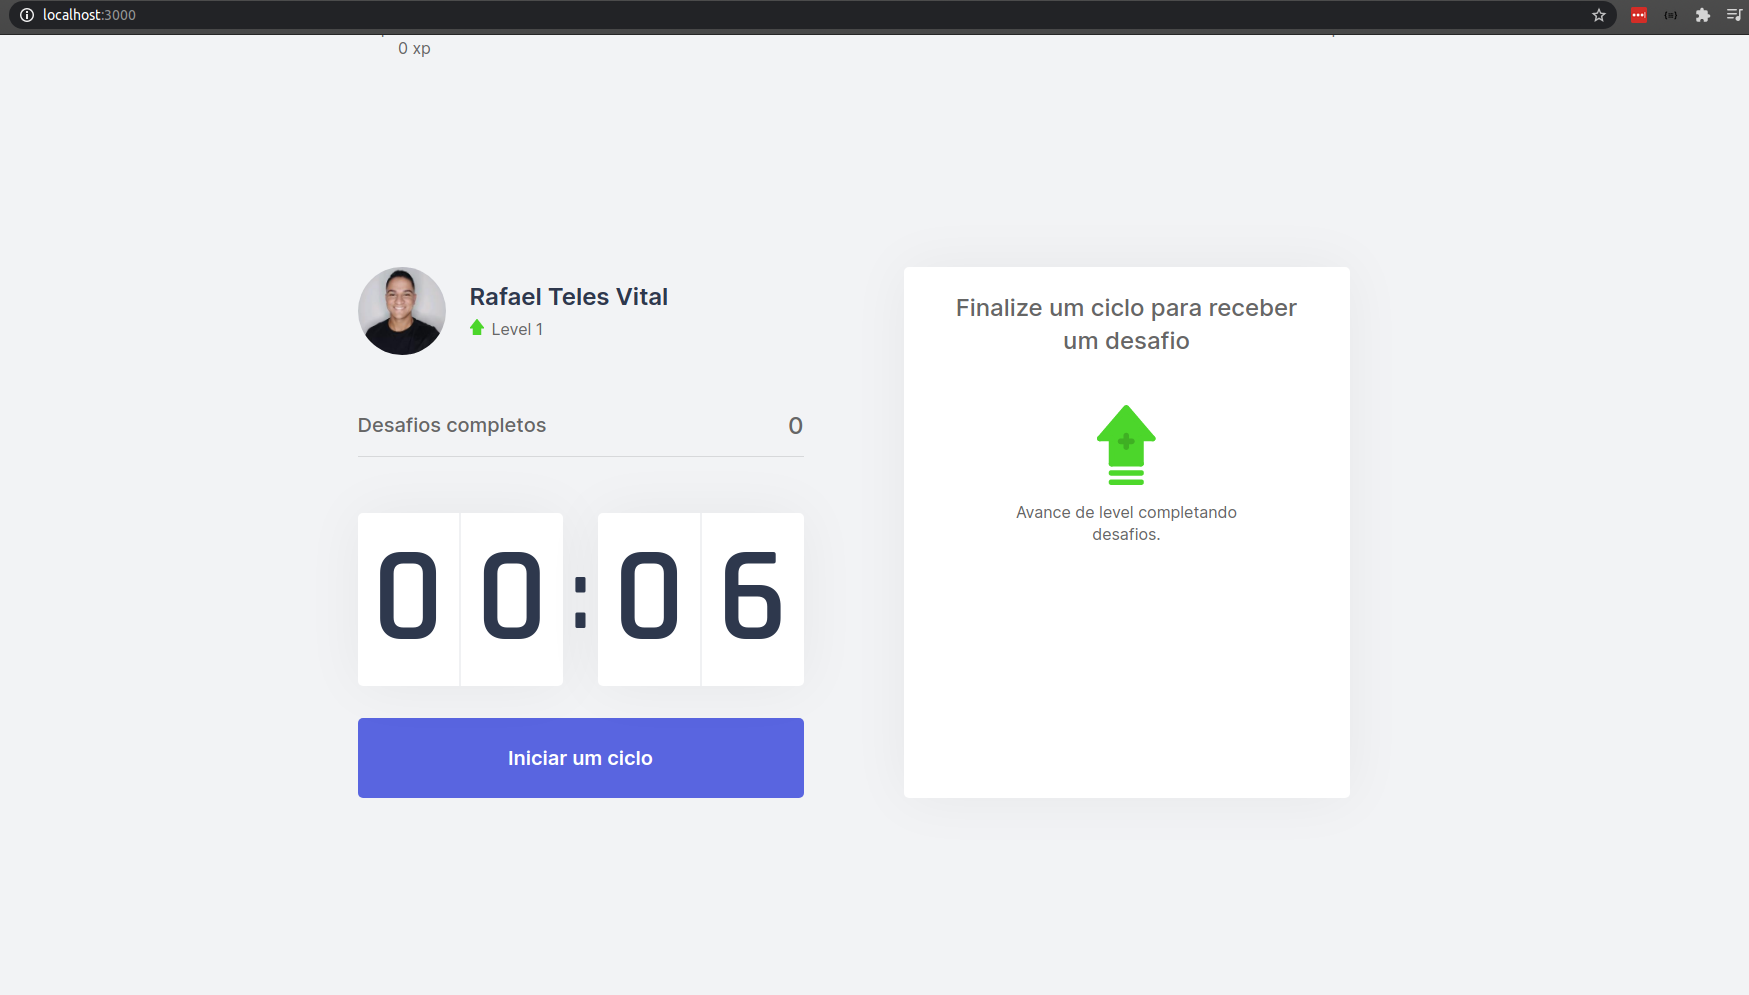 localhost:3000
0 xp
Rafael Teles Vital
Level 1
Desafios completos 0
00:06
Iniciar um ciclo
Finalize um ciclo para receber
um desafio
Avance de level completando
desafios.